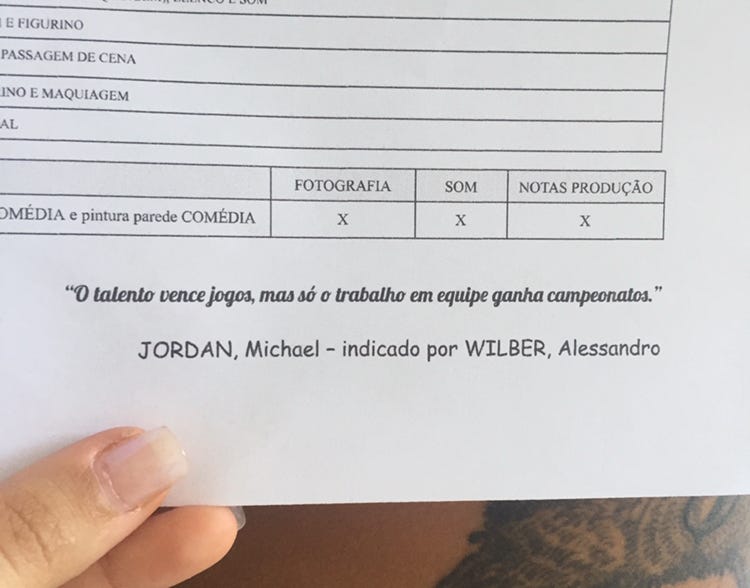 E FIGURINO
PASSAGEM DE CENA
INO E MAQUIAGEM
AL
FOTOGRAFIA SOM NOTAS PRODUÇÃO
OMÉDIA e pintura parede COMÉDIA X X X
“O talento vence jogos, mas só o trabalho em equipe ganha campeonatos.”
JORDAN, Michael – indicado por WILBER, Alessandro